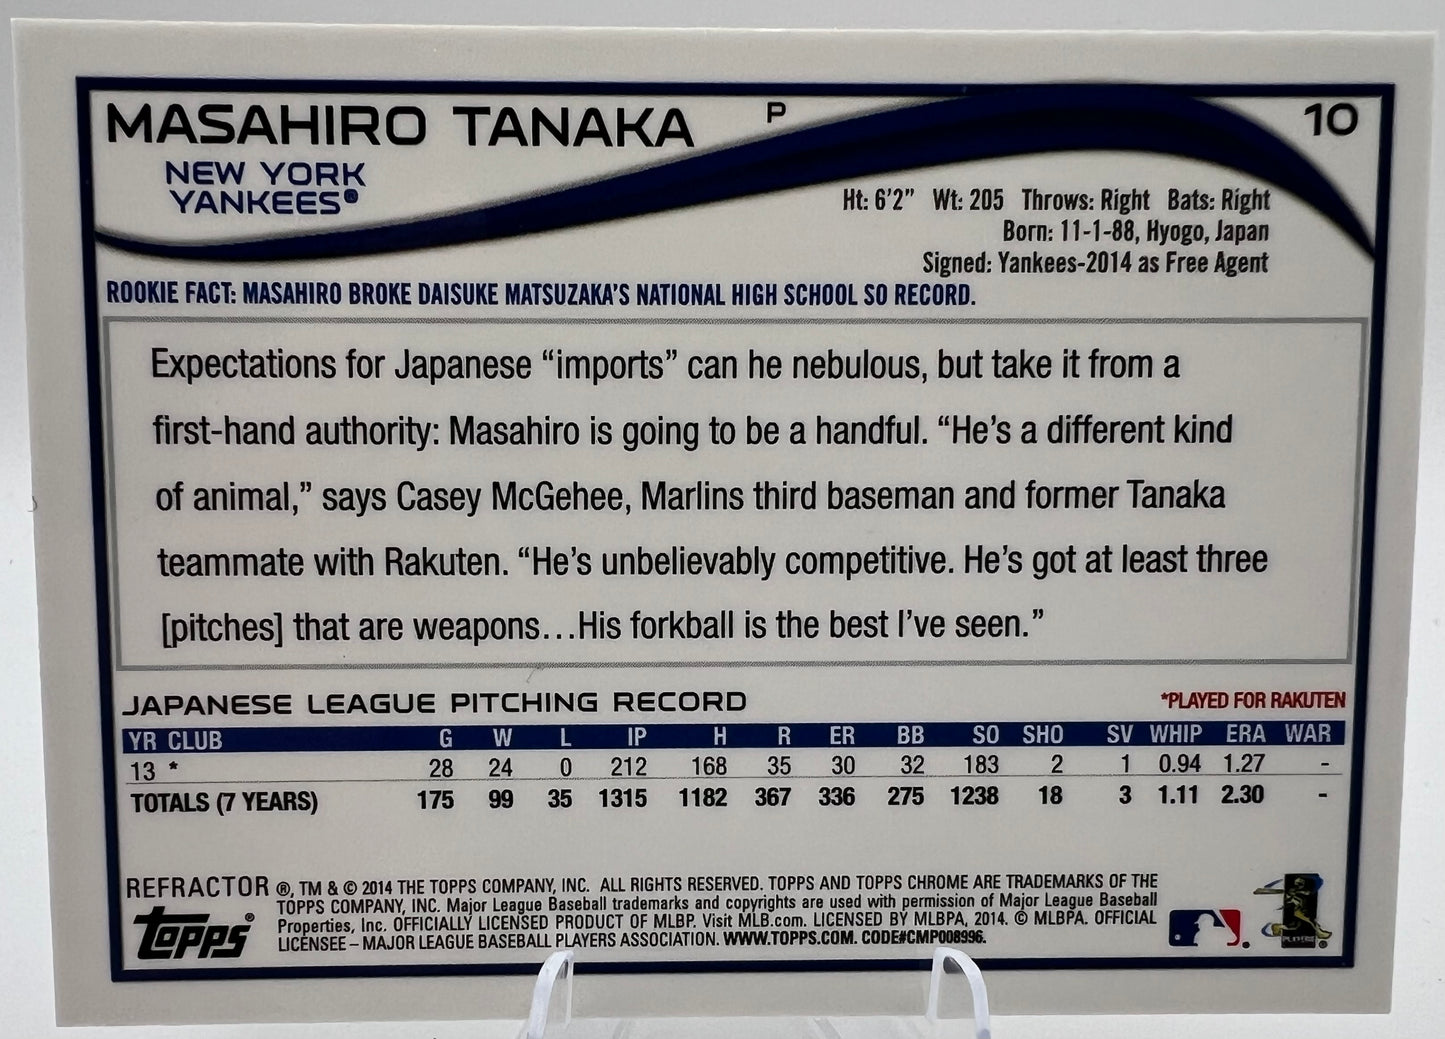 MASAHIRO TANAKA P 10
NEW YORK
YANKEES®
Ht: 6'2" Wt: 205 Throws: Right Bats: Right
Born: 11-1-88, Hyogo, Japan
Signed: Yankees-2014 as Free Agent
ROOKIE FACT: MASAHIRO BROKE DAISUKE MATSUZAKA'S NATIONAL HIGH SCHOOL SO RECORD.
Expectations for Japanese “imports” can he nebulous, but take it from a
first-hand authority: Masahiro is going to be a handful. “He’s a different kind
of animal,” says Casey McGehee, Marlins third baseman and former Tanaka
teammate with Rakuten. “He’s unbelievably competitive. He’s got at least three
[pitches] that are weapons...His forkball is the best I’ve seen.”
JAPANESE LEAGUE PITCHING RECORD *PLAYED FOR RAKUTEN
YR CLUB G W L IP H R ER BB SO SHO SV WHIP ERA WAR
13 * 28 24 0 212 168 35 30 32 183 2 1 0.94 1.27 -
TOTALS (7 YEARS) 175 99 35 1315 1182 367 336 275 1238 18 3 1.11 2.30 -
REFRACTOR ®, TM & © 2014 THE TOPPS COMPANY, INC. ALL RIGHTS RESERVED. TOPPS AND TOPPS CHROME ARE TRADEMARKS OF THE
TOPPS COMPANY, INC. Major League Baseball trademarks and copyrights are used with permission of Major League Baseball
Properties, Inc. OFFICIALLY LICENSED PRODUCT OF MLBP. Visit MLB.com. LICENSED BY MLBPA, 2014. © MLBPA. OFFICIAL
LICENSEE – MAJOR LEAGUE BASEBALL PLAYERS ASSOCIATION. WWW.TOPPS.COM. CODE#CMP008996.
Topps®
PLAYERS